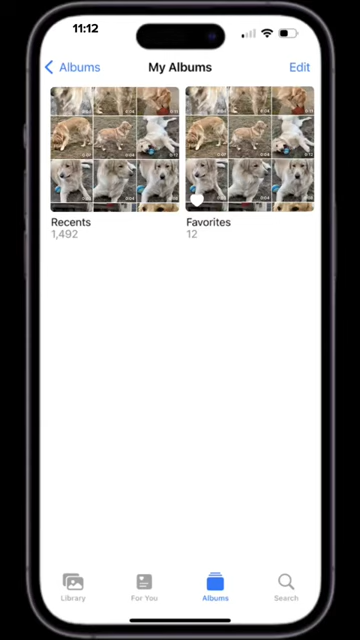 11:12
Albums
My Albums
Edit
Recents
1,492
Favorites
12
Library
For You
Albums
Search